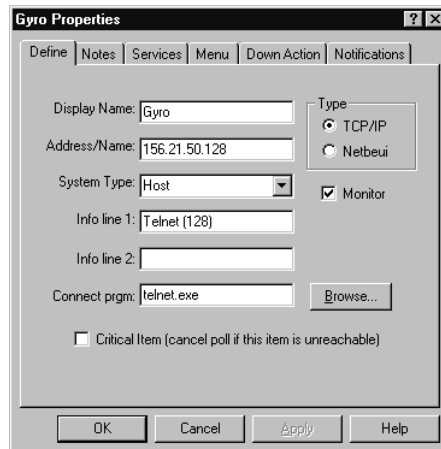 Gyro Properties
Define Notes Services Menu Down Action Notifications
Display Name: Gyro
Type
TCP/IP
Address/Name: 156.21.50.128
Netbeui
System Type: Host
Monitor
Info line 1: Telnet (128)
Info line 2:
Connect prgm: telnet.exe Browse...
Critical Item (cancel poll if this item is unreachable)
OK Cancel Apply Help